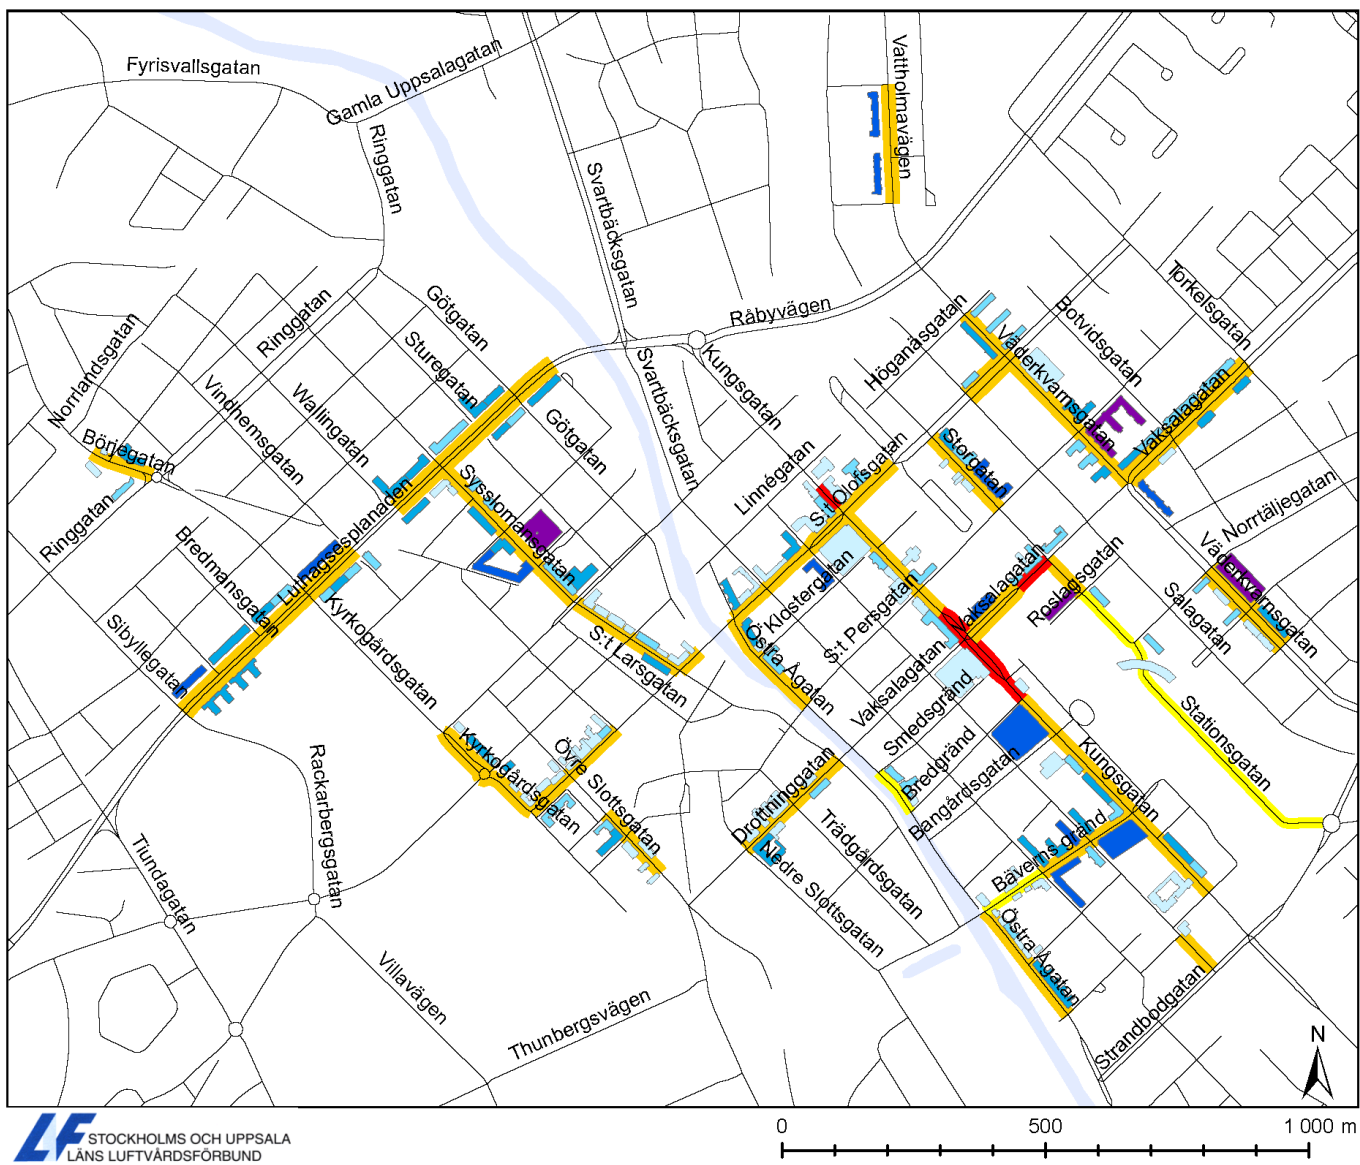 Fyrisvallsgatan
Gamla Uppsalagatan
Vattholmavägen
Ringgatan
Svartbäcksgatan
Råbyvägen
Torkelsgatan
Botvidsgatan
Höganäsgatan
Väderkvarnsgatan
Götgatan
Sturegatan
Ringgatan
Norrlandsgatan
Vindhemsgatan
Wallingatan
Börjegatan
Svartbäcksgatan
Kungsgatan
Götgatan
Linnégatan
S:t Olofsgatan
Storgatan
Vaksalagatan
Norrtäljegatan
Väderkvarnsgatan
Salagatan
Ringgatan
Bredmansgatan
Luthagsesplanaden
Sysslomansgatan
Sibyllegatan
Kyrkogårdsgatan
S:t Larsgatan
Östra Ågatan
Klostergatan
S:t Persgatan
Vaksalagatan
Roslagsgatan
Vaksalagatan
Smedsgränd
Bredgränd
Bangårdsgatan
Kungsgatan
Stationsgatan
Rackarbergsgatan
Kyrkogårdsgatan
Övre Slottsgatan
Drottninggatan
Trädgårdsgatan
Nedre Slottsgatan
Bäverns gränd
Östra Ågatan
Tiundagatan
Villavägen
Thunbergsvägen
Strandbodgatan
N
STOCKHOLMS OCH UPPSALA
LÄNS LUFTVÅRDSFÖRBUND
0 500 1 000 m